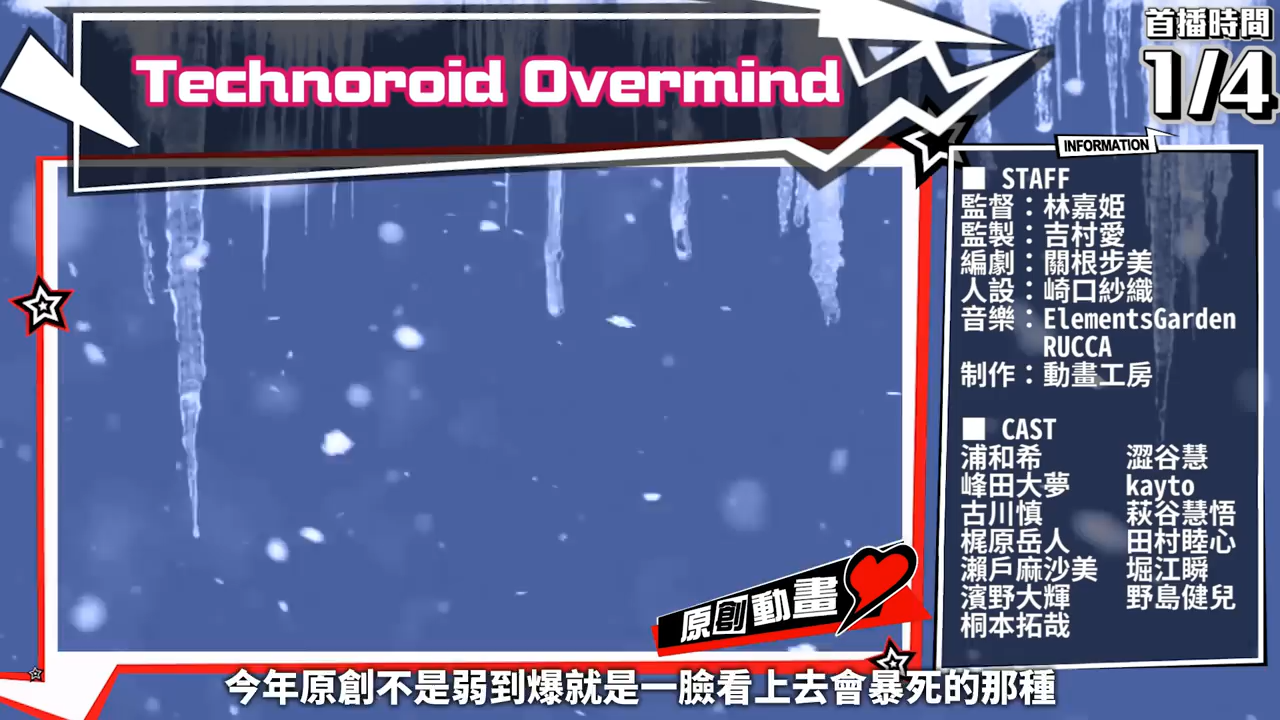 Technoroid Overmind
首播時間
1/4
INFORMATION
■ STAFF
監督：林嘉姫
監製：吉村愛
編劇：關根步美
人設：崎口紗織
音樂：ElementsGarden
RUCCA
制作：動畫工房
■ CAST
浦和希 澀谷慧
峰田大夢 kayto
古川慎 萩谷慧悟
梶原岳人 田村睦心
瀨戶麻沙美 堀江瞬
濱野大輝 野島健兒
桐本拓哉
原創動畫
今年原創不是弱到爆就是一臉看上去會暴死的那種